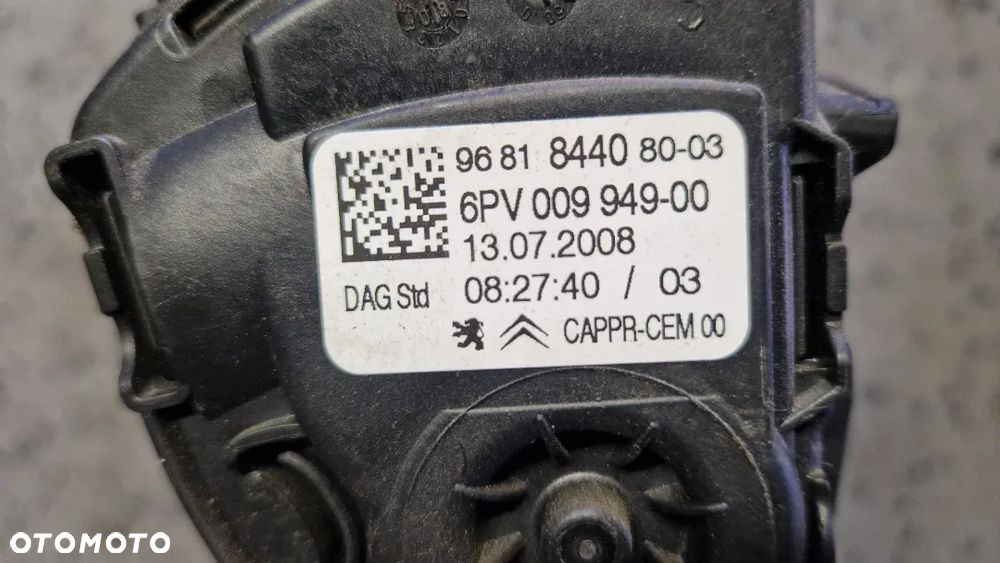 96 81 8440 80-03
6PV 009 949-00
13.07.2008
DAG Std 08:27:40 / 03
CAPPR-CEM 00
OTOMOTO